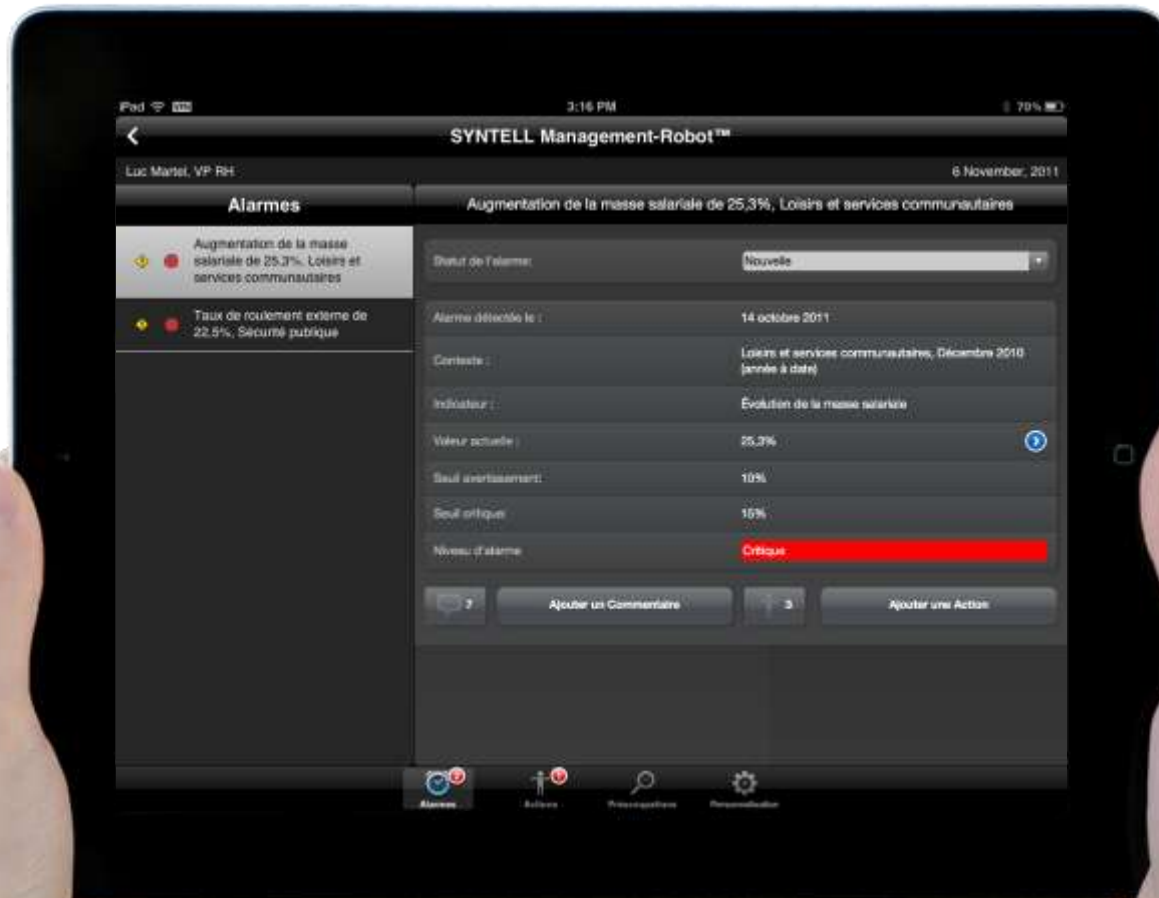 iPad
VPN
3:16 PM
70%
SYNTELL Management-Robot™
Luc Martel, VP RH
6 November, 2011
Alarmes
Augmentation de la masse
salariale de 25,3%, Loisirs et
services communautaires
Taux de roulement externe de
22,5%, Sécurité publique
Augmentation de la masse salariale de 25,3%, Loisirs et services communautaires
Statut de l'alarme:
Nouvelle
Alarme détectée le :
14 octobre 2011
Contexte :
Loisirs et services communautaires, Décembre 2010
(année à date)
Indicateur :
Évolution de la masse salariale
Valeur actuelle :
25,3%
Seuil avertissement:
10%
Seuil critique:
15%
Niveau d'alarme
Critique
Ajouter un Commentaire
3
Ajouter une Action
Alarmes
Actions
Préoccupations
Personnalisation